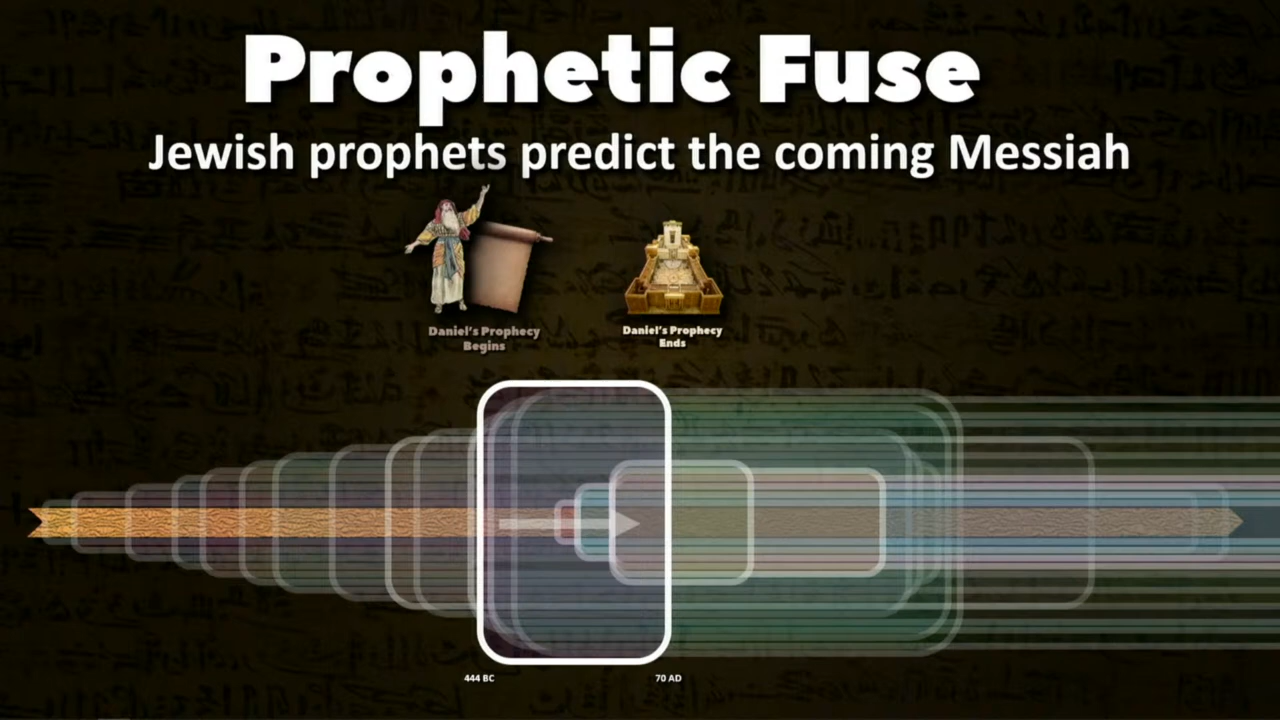 Prophetic Fuse
Jewish prophets predict the coming Messiah
Daniel's Prophecy
Begins
Daniel's Prophecy
Ends
444 BC
70 AD